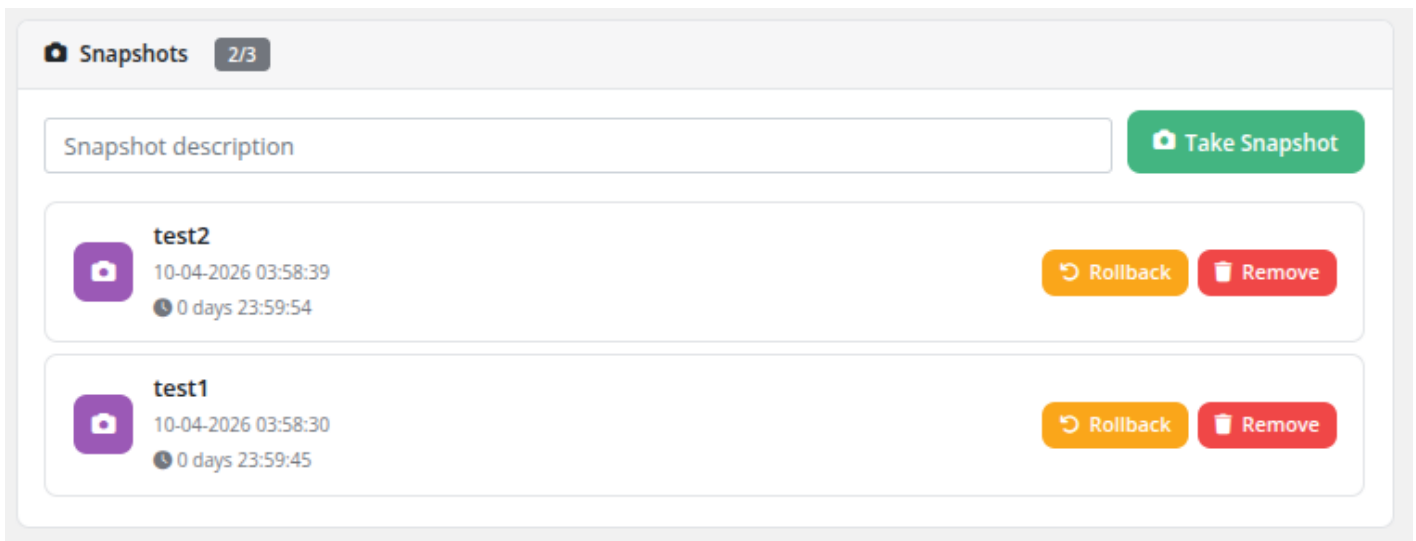 Snapshots 2/3
Snapshot description
Take Snapshot
test2
10-04-2026 03:58:39
0 days 23:59:54
Rollback
Remove
test1
10-04-2026 03:58:30
0 days 23:59:45
Rollback
Remove